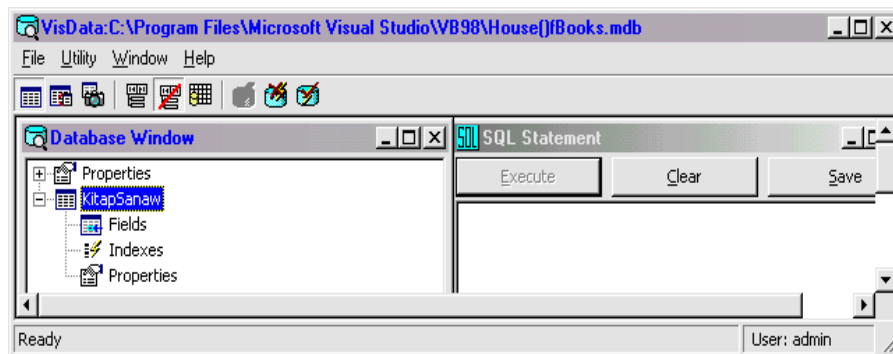 VisData:C:\Program Files\Microsoft Visual Studio\VB98\House()fBooks.mdb
File Utility Window Help
Database Window
Properties
KitapSanaw
Fields
Indexes
Properties
SQL SQL Statement
Execute Clear Save
Ready User: admin